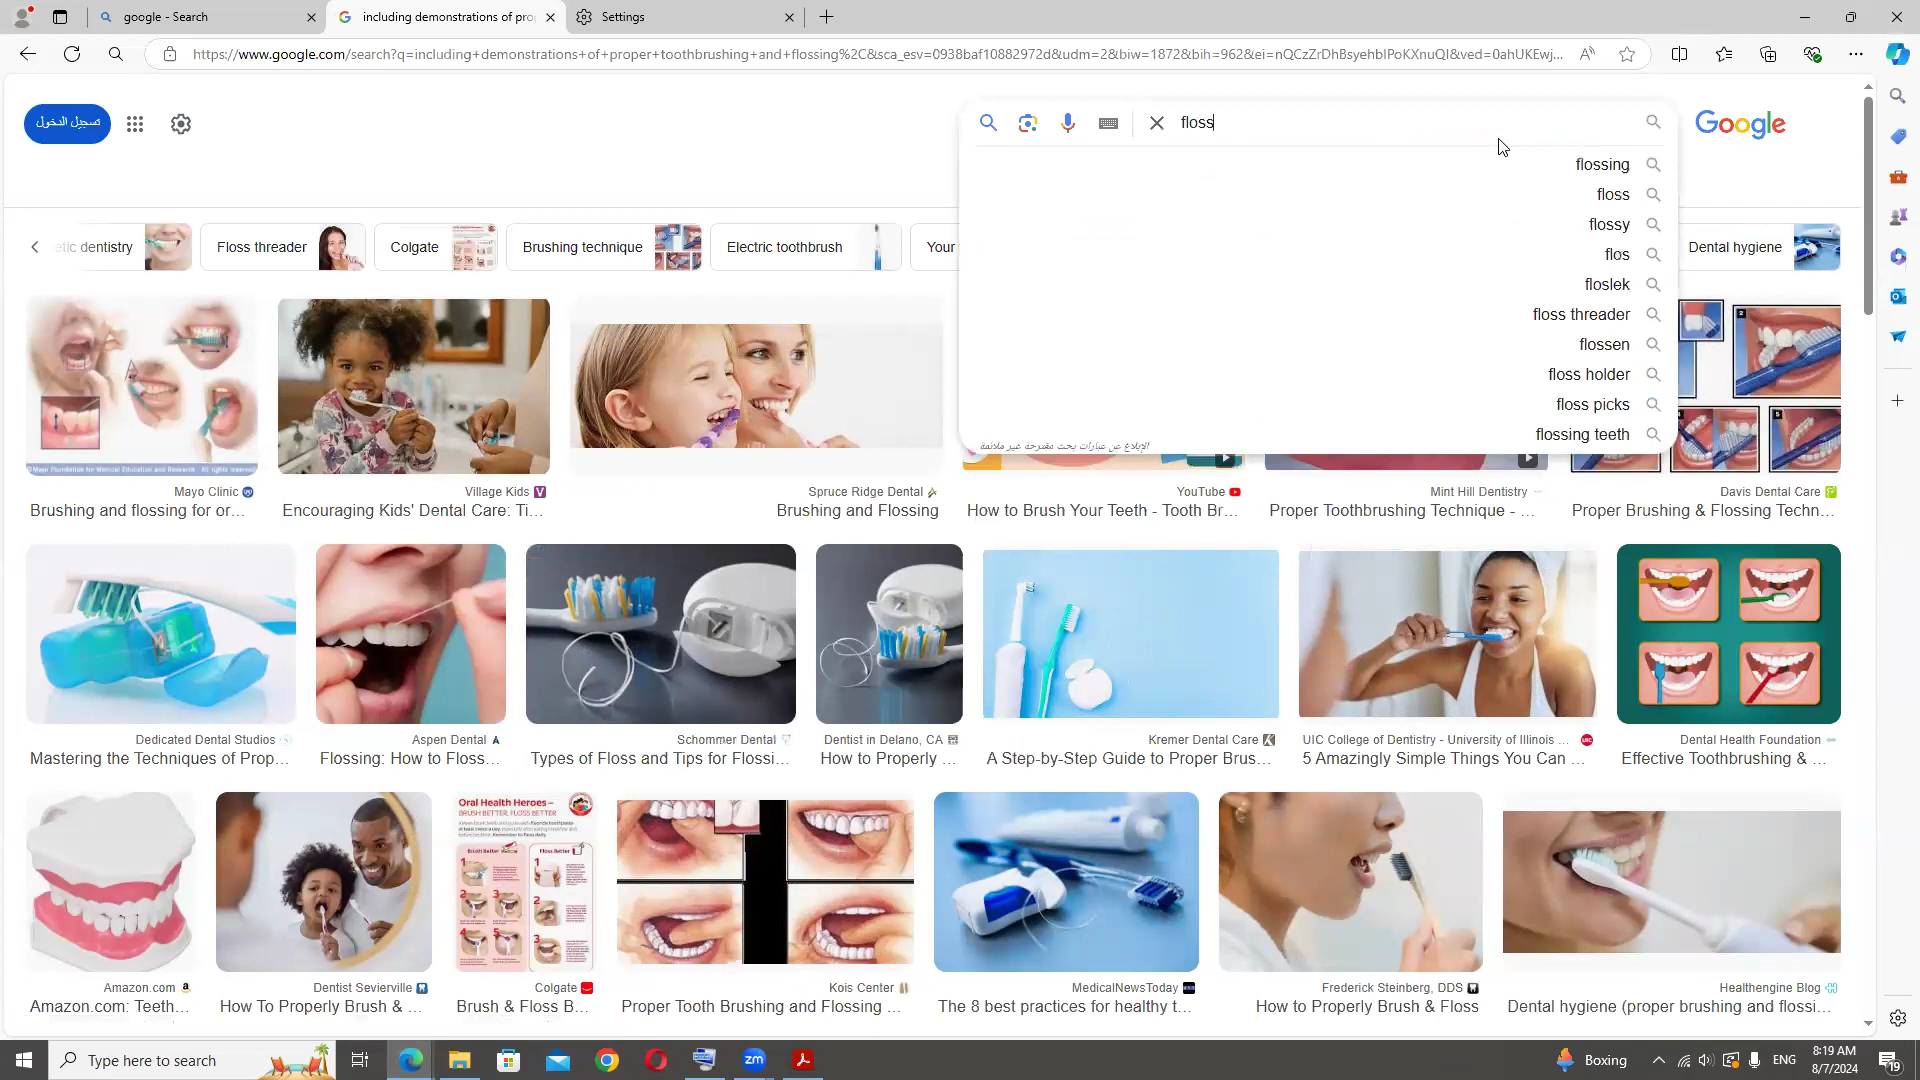 google - Search
including demonstrations of pro
Settings
https://www.google.com/search?q=including+demonstrations+of+proper+toothbrushing+and+flossing%2C&sca_esv=0938baf10882972d&udm=2&biw=1872&bih=962&ei=nQCzZrDhBsyehbIPoKXnuQI&ved=0ahUKEwj...
تسجيل الدخول
floss
Google
flossing
floss
flossy
flos
floslek
floss threader
flossen
floss holder
floss picks
flossing teeth
الإبلاغ عن عبارات بحث مقترحة غير ملائمة
etic dentistry
Floss threader
Colgate
Brushing technique
Electric toothbrush
Your
Dental hygiene
Mayo Clinic
Village Kids
Spruce Ridge Dental
YouTube
Mint Hill Dentistry
Davis Dental Care
Brushing and flossing for or...
Encouraging Kids' Dental Care: Ti...
Brushing and Flossing
How to Brush Your Teeth - Tooth Br...
Proper Toothbrushing Technique - ...
Proper Brushing & Flossing Techn...
Dedicated Dental Studios
Aspen Dental
Schommer Dental
Dentist in Delano, CA
Kremer Dental Care
UIC College of Dentistry - University of Illinois ...
Dental Health Foundation
Mastering the Techniques of Prop...
Flossing: How to Floss...
Types of Floss and Tips for Flossi...
How to Properly ...
A Step-by-Step Guide to Proper Brus...
5 Amazingly Simple Things You Can ...
Effective Toothbrushing & ...
Oral Health Heroes –
BRUSH BETTER, FLOSS BETTER
Brush Better
Floss Better
Amazon.com
Dentist Sevierville
Colgate
Kois Center
MedicalNewsToday
Frederick Steinberg, DDS
Healthengine Blog
Amazon.com: Teeth...
How To Properly Brush & ...
Brush & Floss B...
Proper Tooth Brushing and Flossing ...
The 8 best practices for healthy t...
How to Properly Brush & Floss
Dental hygiene (proper brushing and flossi...
Type here to search
zm
Boxing
ENG
8:19 AM
8/7/2024
19